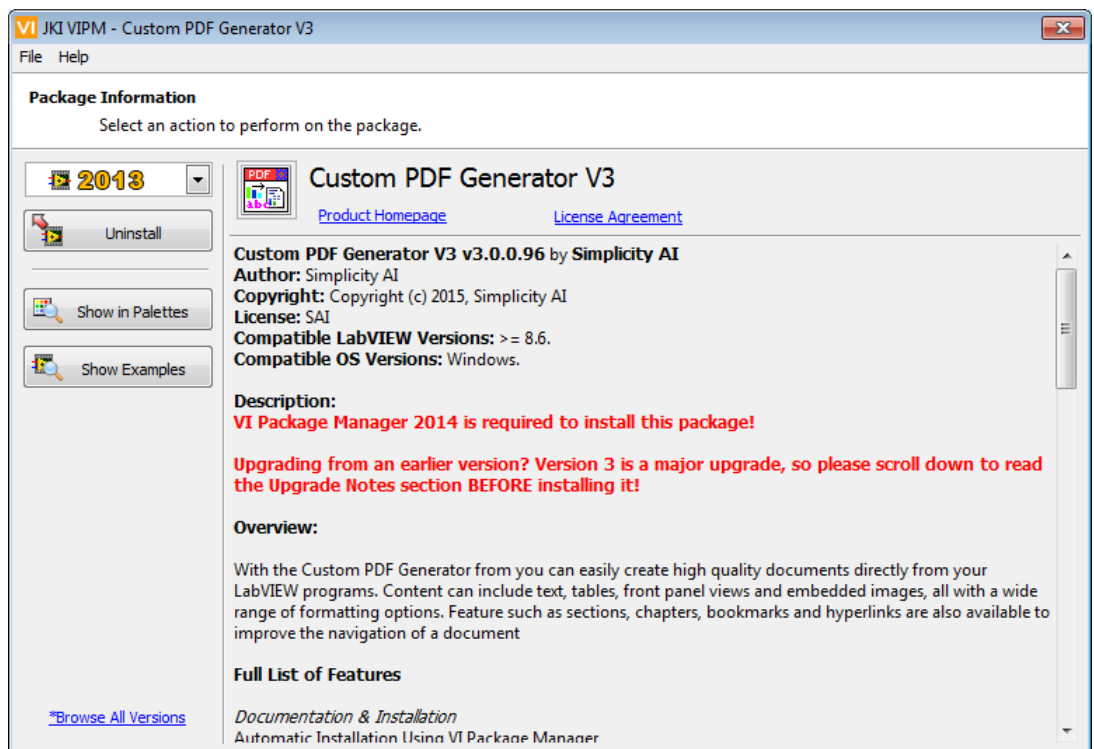 VI JKI VIPM - Custom PDF Generator V3
File Help
Package Information
Select an action to perform on the package.
2013
Uninstall
Show in Palettes
Show Examples
*Browse All Versions
PDF
abc
Custom PDF Generator V3
Product Homepage License Agreement
Custom PDF Generator V3 v3.0.0.96 by Simplicity AI
Author: Simplicity AI
Copyright: Copyright (c) 2015, Simplicity AI
License: SAI
Compatible LabVIEW Versions: >= 8.6.
Compatible OS Versions: Windows.
Description:
VI Package Manager 2014 is required to install this package!
Upgrading from an earlier version? Version 3 is a major upgrade, so please scroll down to read
the Upgrade Notes section BEFORE installing it!
Overview:
With the Custom PDF Generator from you can easily create high quality documents directly from your
LabVIEW programs. Content can include text, tables, front panel views and embedded images, all with a wide
range of formatting options. Feature such as sections, chapters, bookmarks and hyperlinks are also available to
improve the navigation of a document
Full List of Features
Documentation & Installation
Automatic Installation Using VI Package Manager